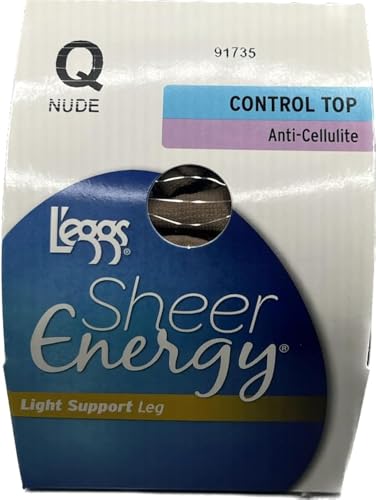 Q
NUDE
91735
CONTROL TOP
Anti-Cellulite
L'eggs®
Sheer
Energy®
Light Support Leg